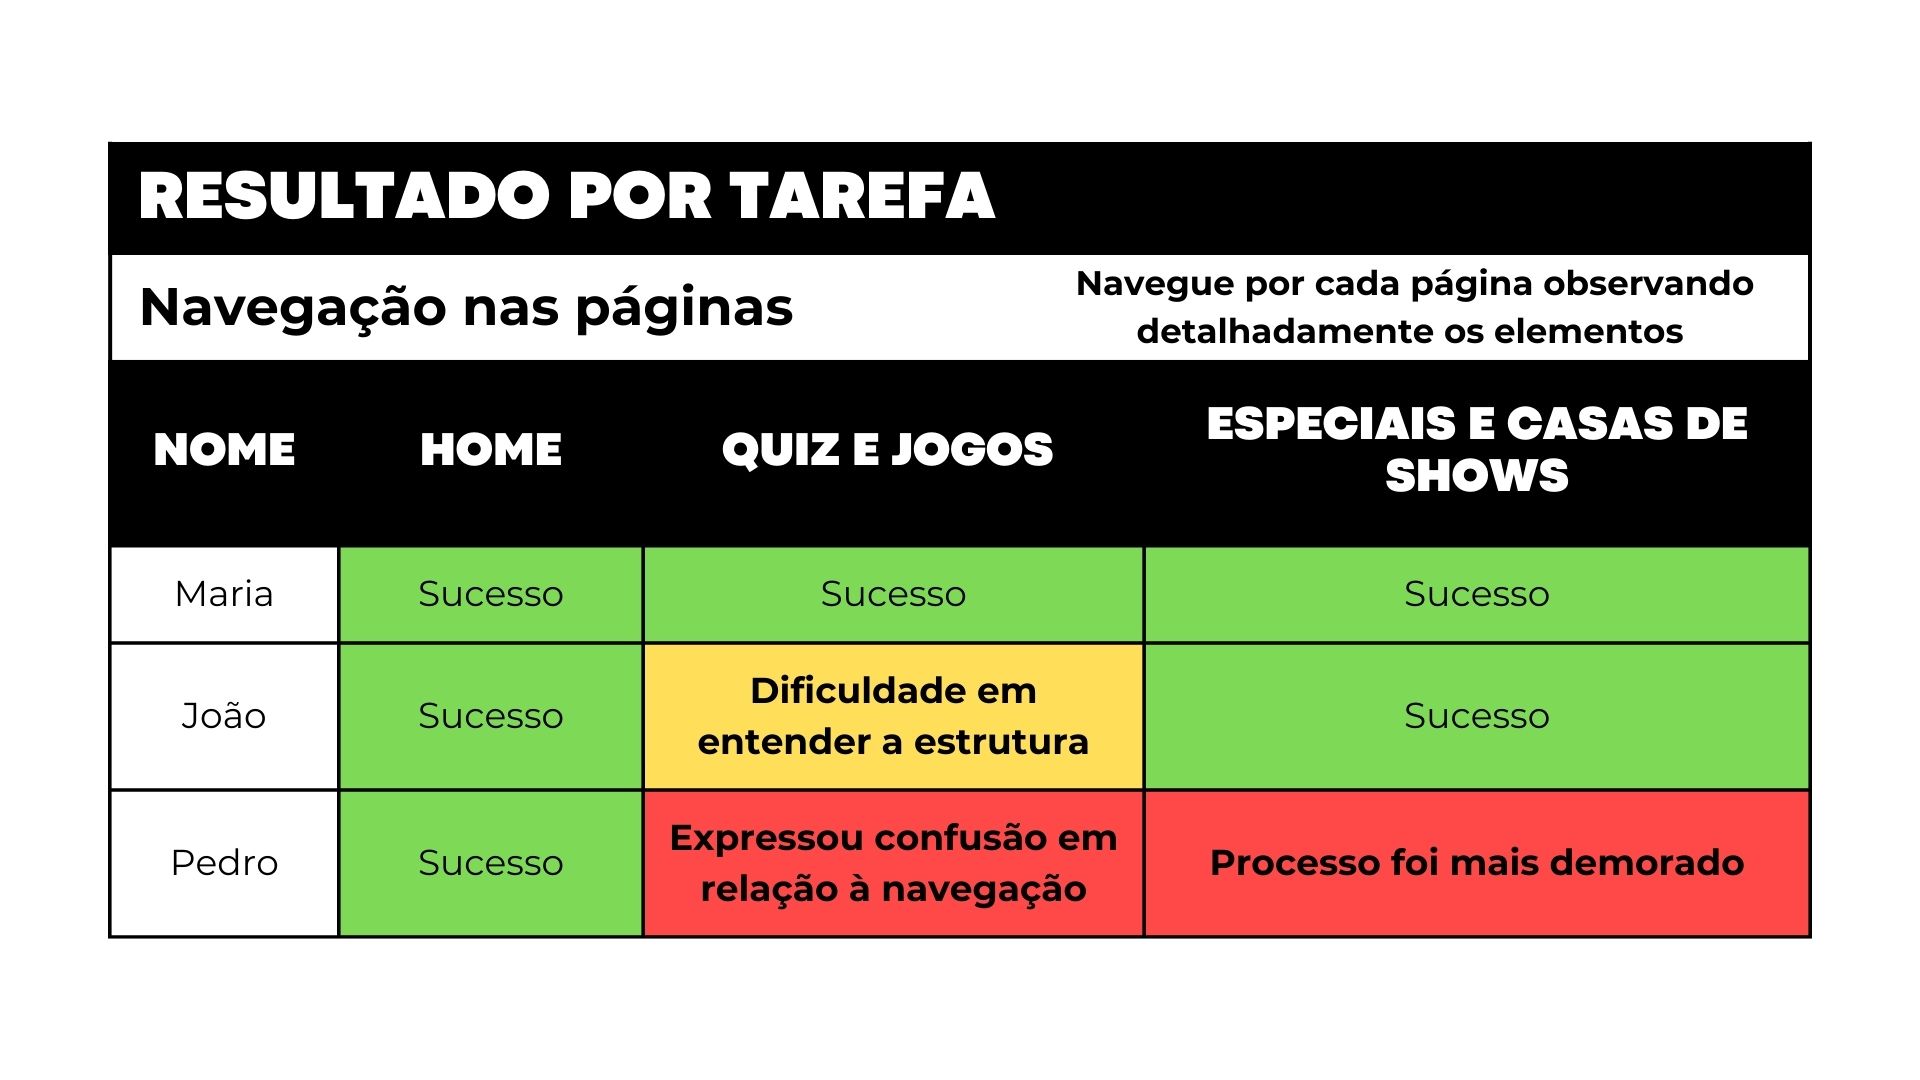 RESULTADO POR TAREFA
Navegação nas páginas
Navegue por cada página observando
detalhadamente os elementos
NOME
HOME
QUIZ E JOGOS
ESPECIAIS E CASAS DE
SHOWS
Maria
Sucesso
Sucesso
Sucesso
João
Sucesso
Dificuldade em
entender a estrutura
Sucesso
Pedro
Sucesso
Expressou confusão em
relação à navegação
Processo foi mais demorado